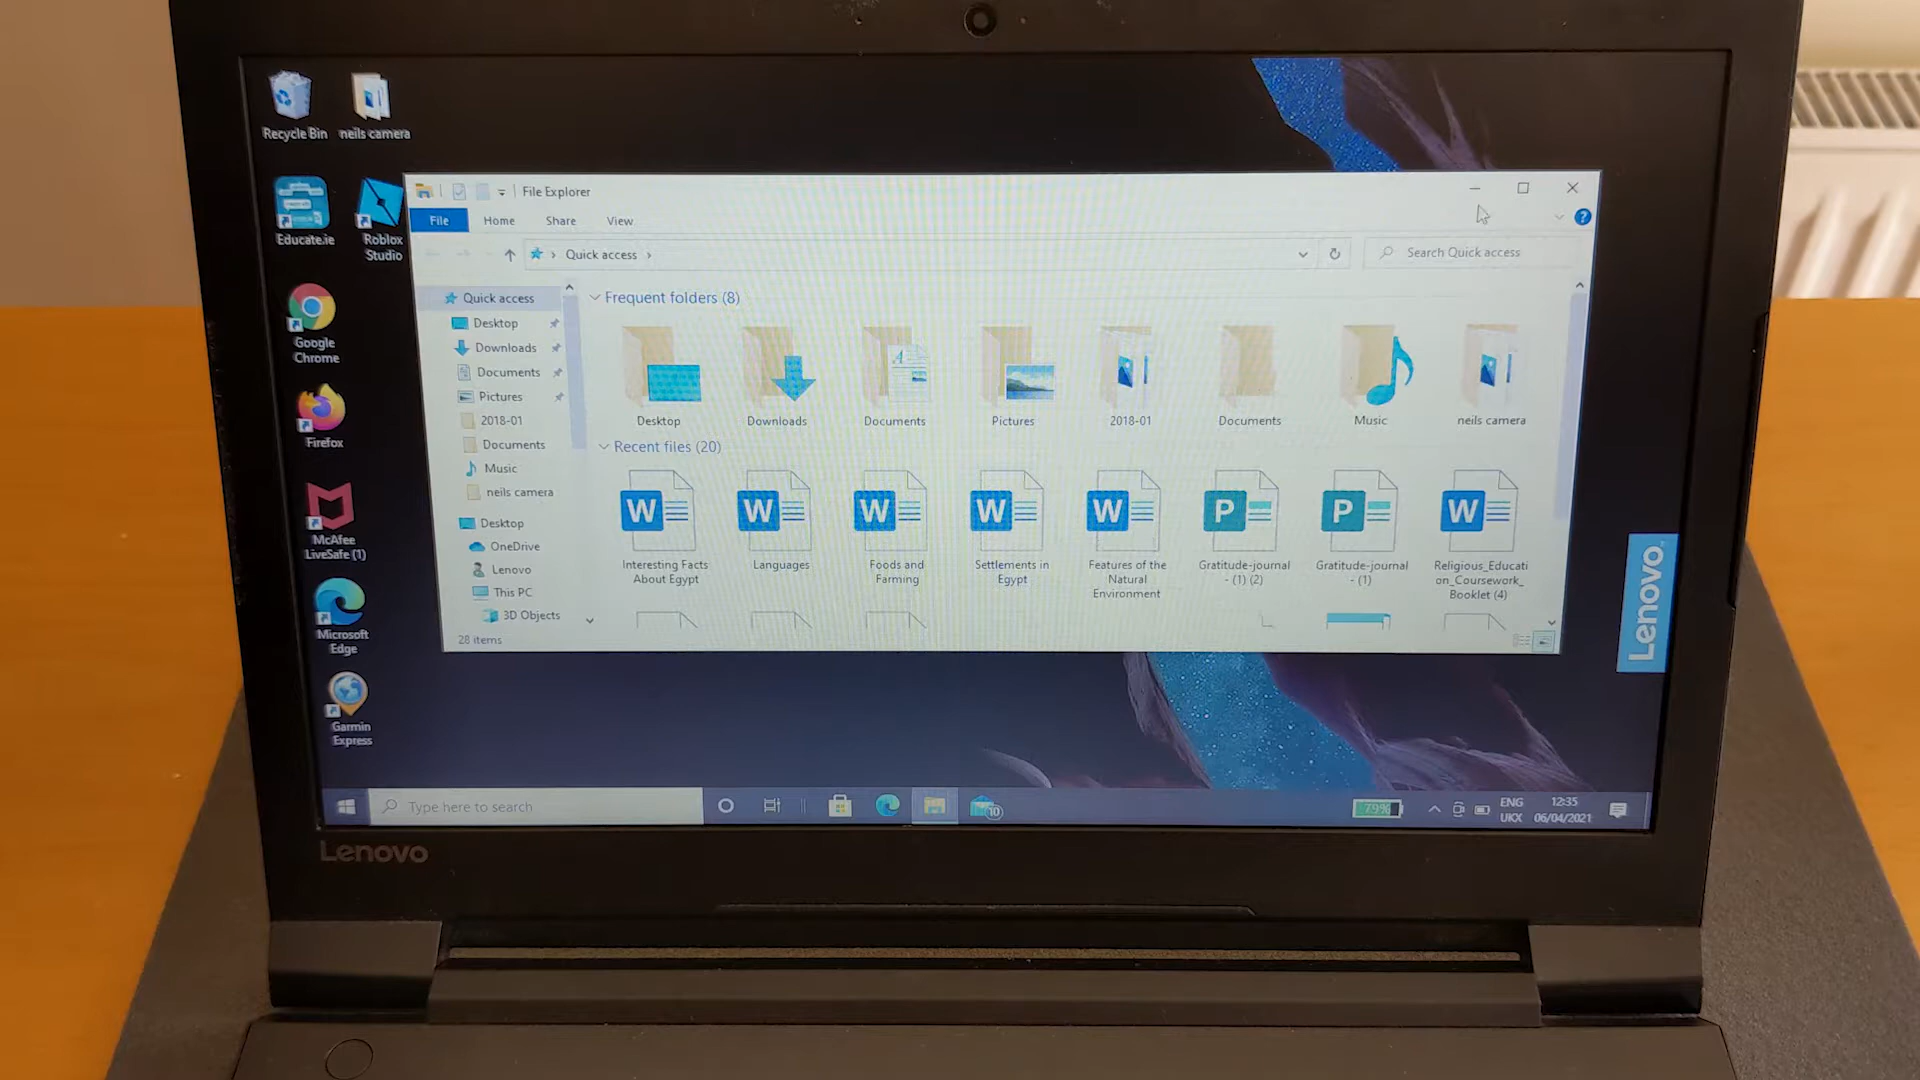 Recycle Bin
neils camera
Educate.ie
Roblox
Studio
Google
Chrome
Firefox
McAfee
LiveSafe (1)
Microsoft
Edge
Garmin
Express
File Explorer
File
Home
Share
View
Quick access
Search Quick access
Quick access
Desktop
Downloads
Documents
Pictures
2018-01
Documents
Music
neils camera
Desktop
OneDrive
Lenovo
This PC
3D Objects
28 items
Frequent folders (8)
Desktop
Downloads
Documents
Pictures
2018-01
Documents
Music
neils camera
Recent files (20)
Interesting Facts
About Egypt
Languages
Foods and
Farming
Settlements in
Egypt
Features of the
Natural
Environment
Gratitude-journal
- (1) (2)
Gratitude-journal
- (1)
Religious_Educati
on_Coursework_
Booklet (4)
Lenovo
Type here to search
10
79%
ENG
UKX
12:35
06/04/2021
Lenovo